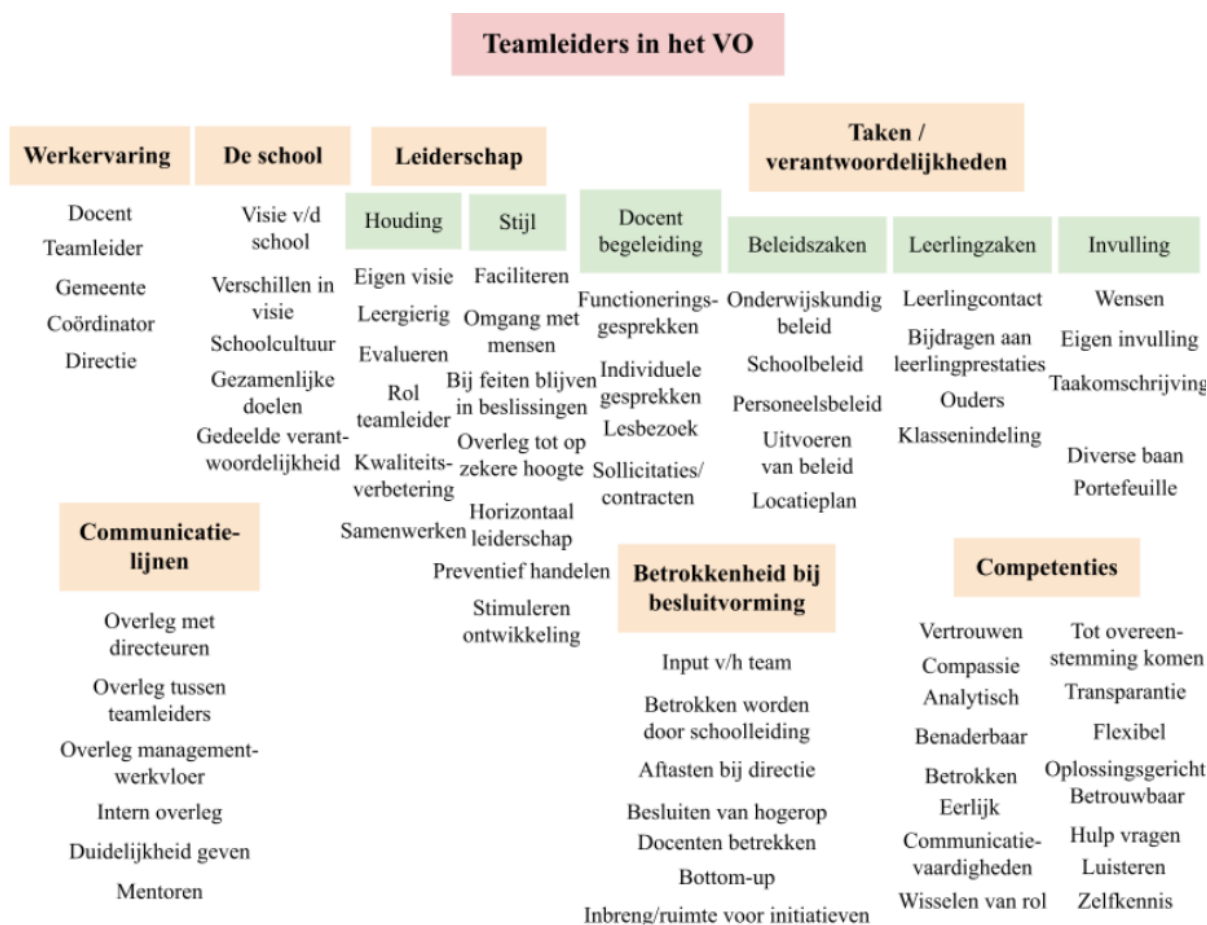 Teamleiders in het VO
Werkervaring
Docent
Teamleider
Gemeente
Coördinator
Directie
De school
Visie v/d
school
Verschillen in
visie
Schoolcultuur
Gezamenlijke
doelen
Gedeelde verant-
woordelijkheid
Leiderschap
Houding
Eigen visie
Leergierig
Evalueren
Rol
teamleider
Kwaliteits-
verbetering
Samenwerken
Stijl
Faciliteren
Omgang met
mensen
Bij feiten blijven
in beslissingen
Overleg tot op
zekere hoogte
Horizontaal
leiderschap
Preventief handelen
Stimuleren
ontwikkeling
Taken /
verantwoordelijkheden
Docent
begeleiding
Functionerings-
gesprekken
Individuele
gesprekken
Lesbezoek
Sollicitaties/
contracten
Beleidszaken
Onderwijskundig
beleid
Schoolbeleid
Personeelsbeleid
Uitvoeren
van beleid
Locatieplan
Leerlingzaken
Leerlingcontact
Bijdragen aan
leerlingprestaties
Ouders
Klassenindeling
Invulling
Wensen
Eigen invulling
Taakomschrijving
Diverse baan
Portefeuille
Communicatie-
lijnen
Overleg met
directeuren
Overleg tussen
teamleiders
Overleg management-
werkvloer
Intern overleg
Duidelijkheid geven
Mentoren
Betrokkenheid bij
besluitvorming
Input v/h team
Betrokken worden
door schoolleiding
Aftasten bij directie
Besluiten van hogerop
Docenten betrekken
Bottom-up
Inbreng/ruimte voor initiatieven
Competenties
Vertrouwen
Compassie
Analytisch
Benaderbaar
Betrokken
Eerlijk
Communicatie-
vaardigheden
Wisselen van rol
Tot overeen-
stemming komen
Transparantie
Flexibel
Oplossingsgericht
Betrouwbaar
Hulp vragen
Luisteren
Zelfkennis